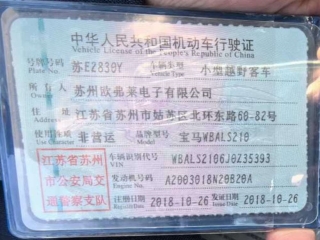 中华人民共和国机动车行驶证
Vehicle License of the People's Republic of China
号牌号码 苏E2830Y 车辆类型 小型越野客车
Plate No. Vehicle Type
所有人 苏州欧弗莱电子有限公司
Owner
住址 江苏省苏州市姑苏区北环东路60-82号
Address
使用性质 非营运 品牌型号 宝马WBALS210
Use Character Model
江苏省苏州 车辆识别代号 WBALS2106J0Z35393
VIN
市公安局交 发动机号码 A2003018N20B20A
Engine No.
通警察支队 注册日期 2018-10-26 发证日期 2018-10-26
Register Date Issue Date